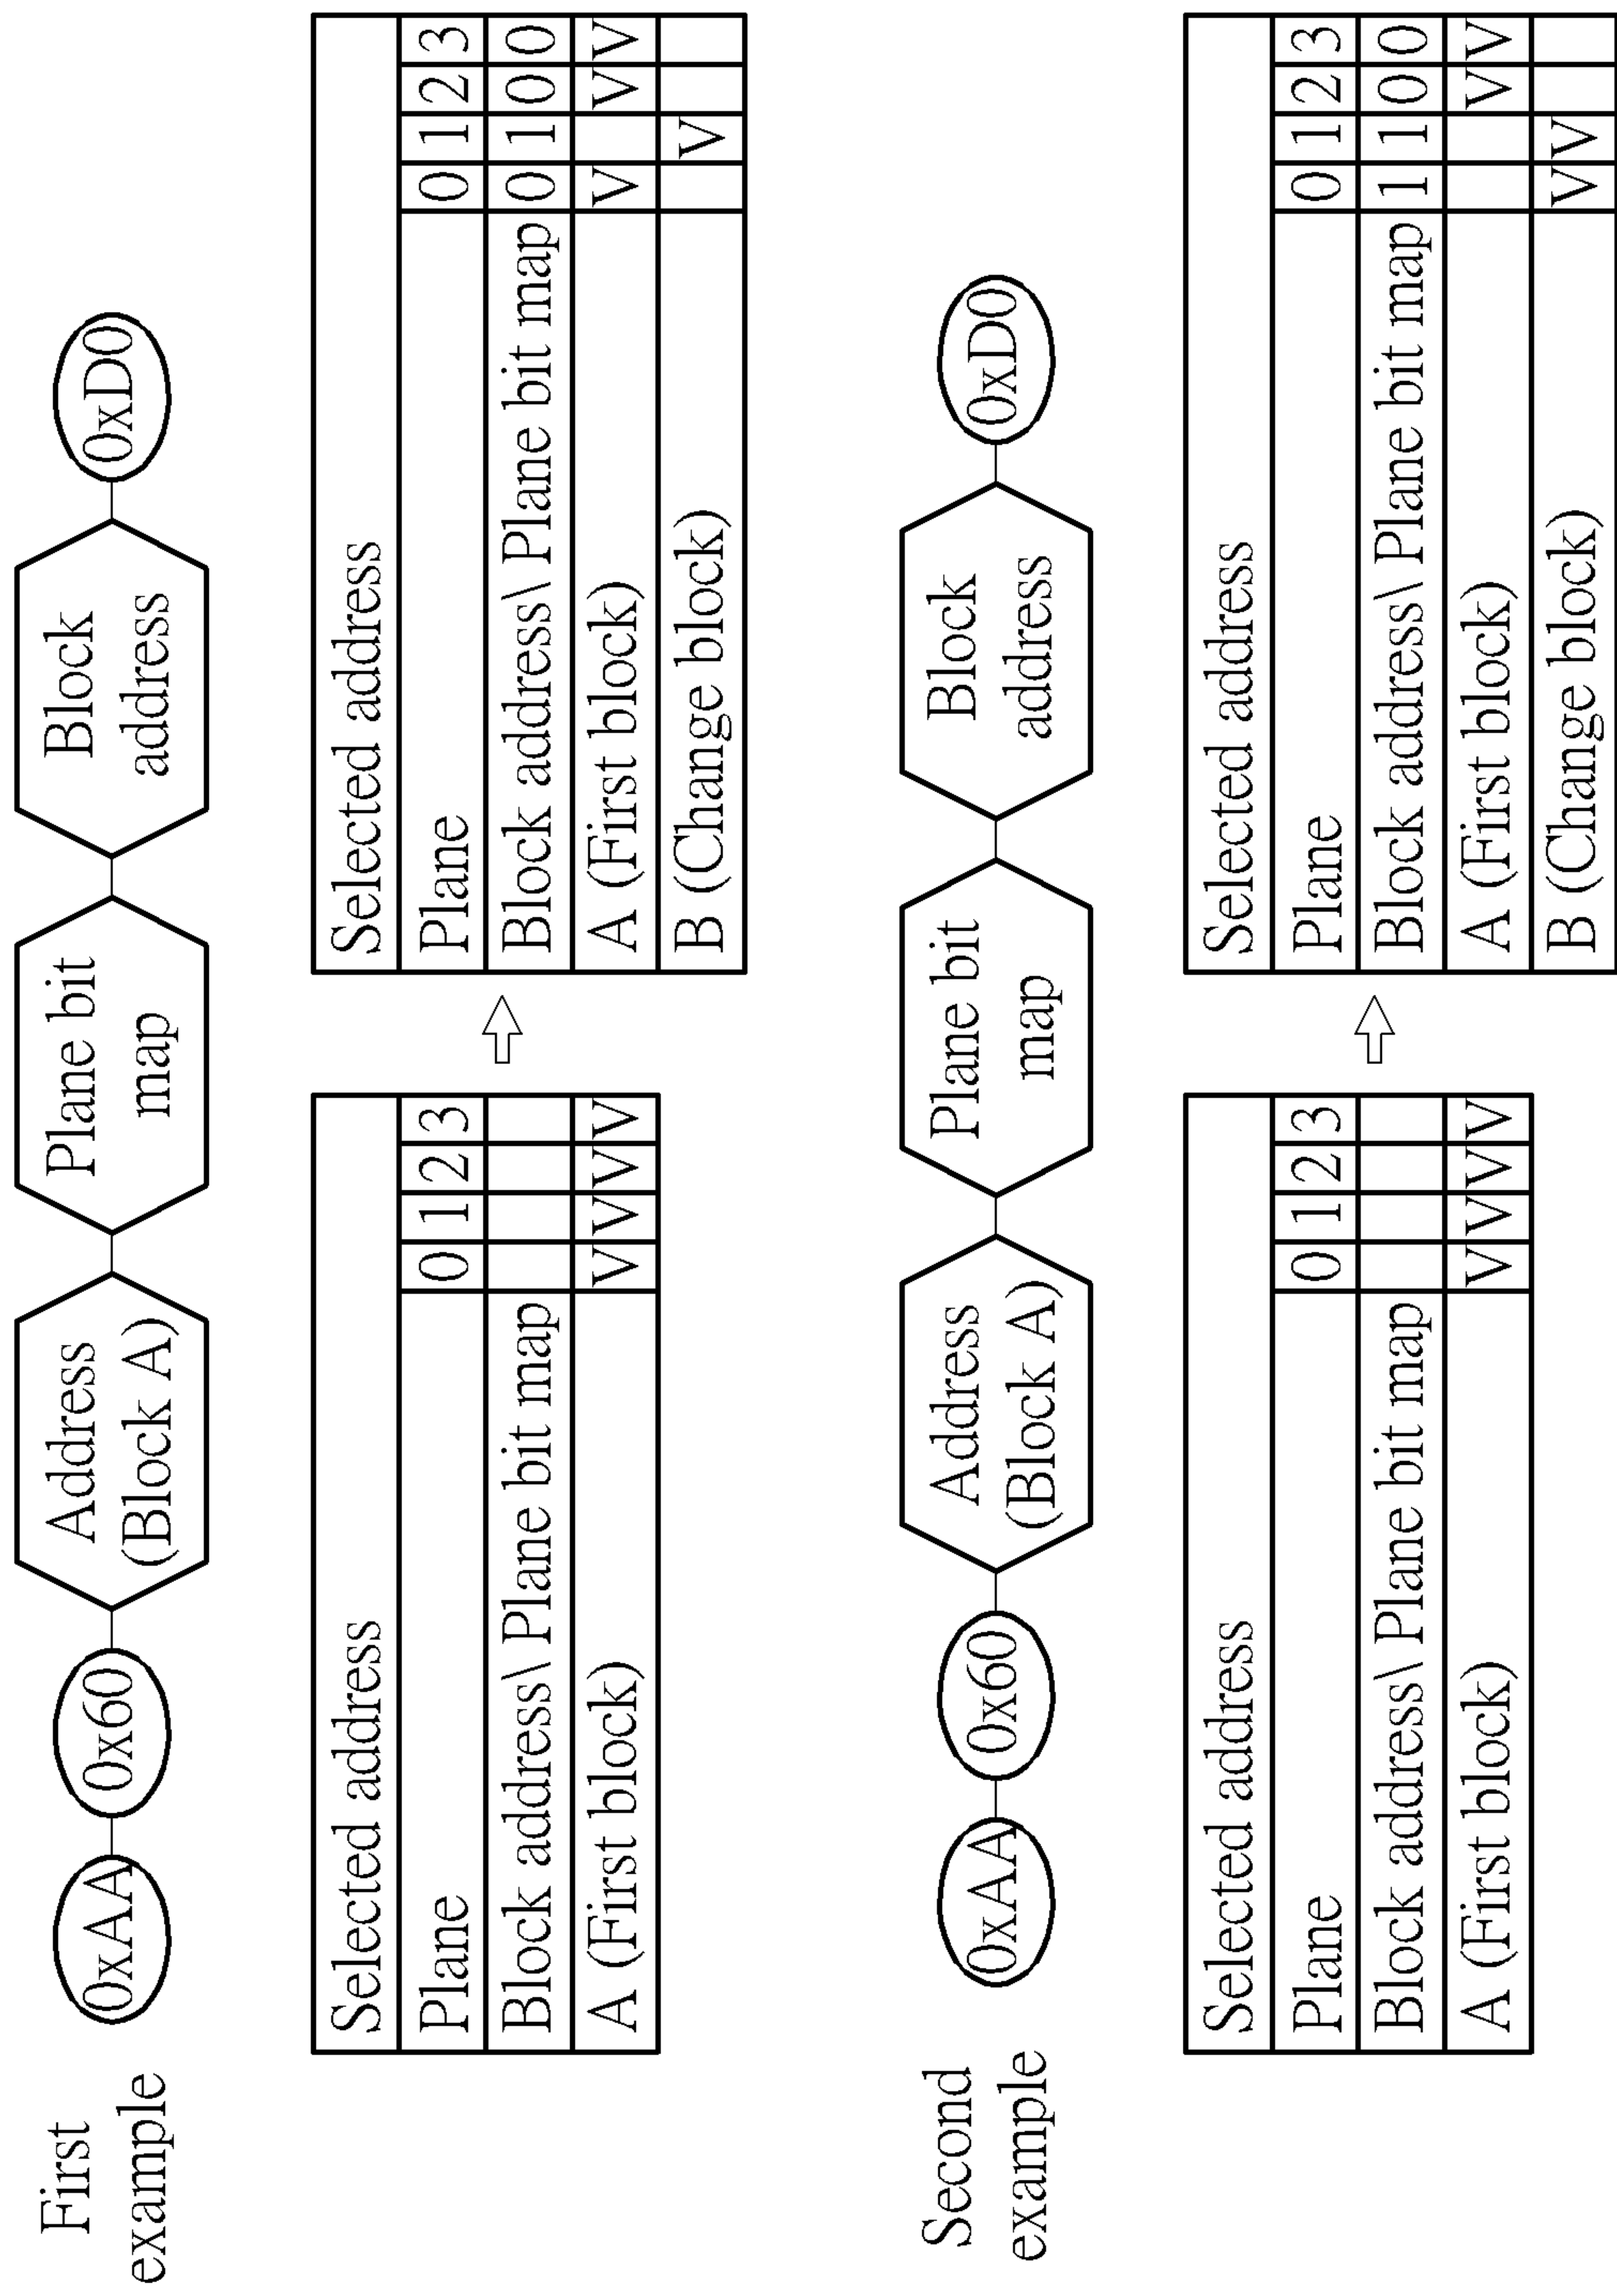 First
example
0xAA
0x60
Address
(Block A)
Plane bit
map
Block
address
0xD0
Selected address
Plane 0 1 2 3
Block address\ Plane bit map
A (First block) V V V V
Selected address
Plane 0 1 2 3
Block address\ Plane bit map 0 1 0 0
A (First block) V V V
B (Change block) V
Second
example
0xAA
0x60
Address
(Block A)
Plane bit
map
Block
address
0xD0
Selected address
Plane 0 1 2 3
Block address\ Plane bit map
A (First block) V V V V
Selected address
Plane 0 1 2 3
Block address\ Plane bit map 1 1 0 0
A (First block) V V
B (Change block) V V